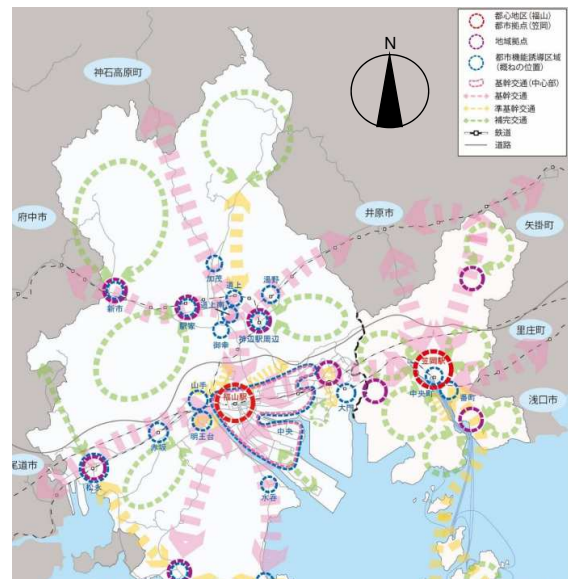 N
都心地区(福山)
都市拠点(笠岡)
地域拠点
都市機能誘導区域
(概ねの位置)
基幹交通(中心部)
基幹交通
準基幹交通
補完交通
鉄道
道路
神石高原町
府中市
井原市
矢掛町
里庄町
浅口市
尾道市
加茂
道上
湯野
新市
駅家
道上南
御幸
神辺駅周辺
山手
福山駅
明王台
赤坂
松永
中央
水呑
大門
笠岡駅
中央町
番町